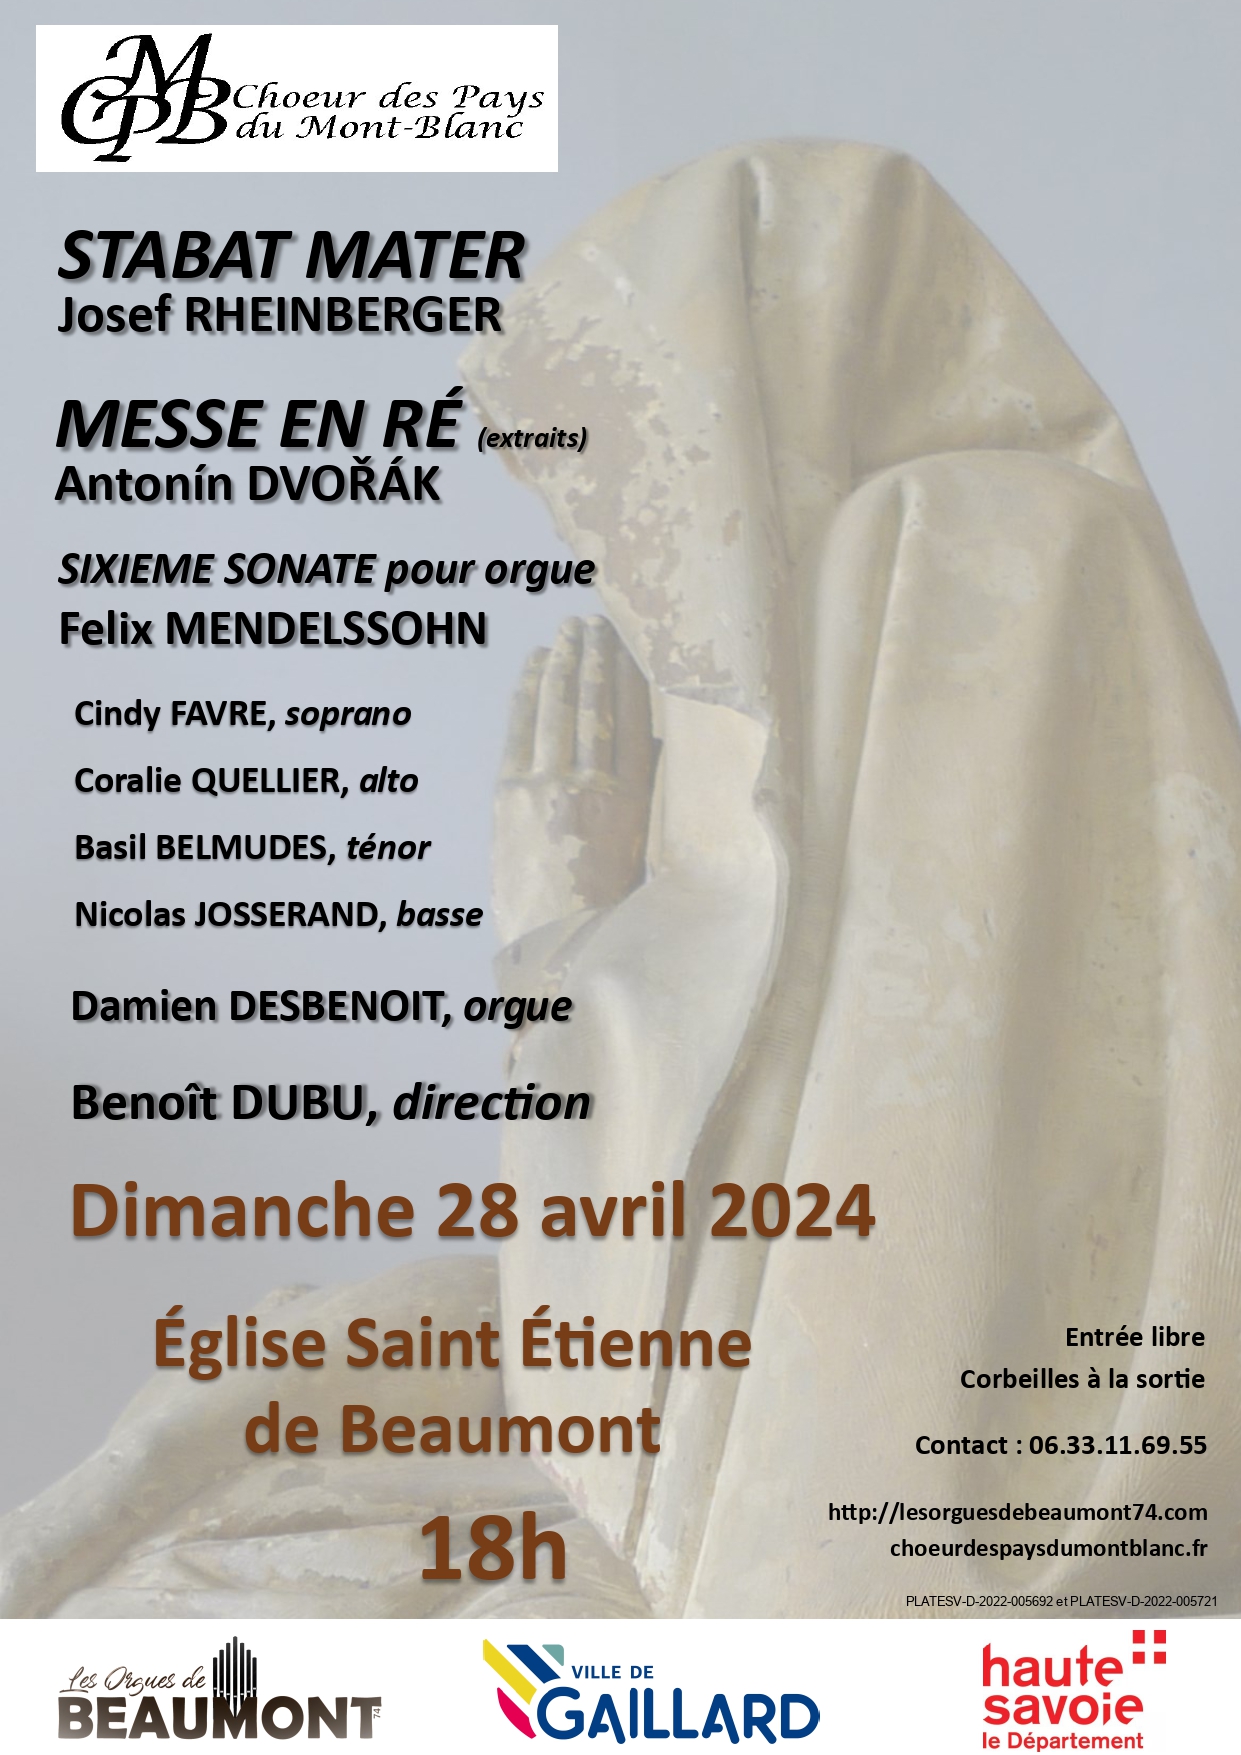 CPMB
Choeur des Pays
du Mont-Blanc
STABAT MATER
Josef RHEINBERGER
MESSE EN RÉ (extraits)
Antonín DVOŘÁK
SIXIEME SONATE pour orgue
Felix MENDELSSOHN
Cindy FAVRE, soprano
Coralie QUELLIER, alto
Basil BELMUDES, ténor
Nicolas JOSSERAND, basse
Damien DESBENOIT, orgue
Benoît DUBU, direction
Dimanche 28 avril 2024
Église Saint Étienne
de Beaumont
18h
Entrée libre
Corbeilles à la sortie
Contact : 06.33.11.69.55
http://lesorguesdebeaumont74.com
choeurdespaysdumontblanc.fr
PLATESV-D-2022-005692 et PLATESV-D-2022-005721
Les Orgues de
BEAUMONT 74
VILLE DE
GAILLARD
haute
savoie
le Département